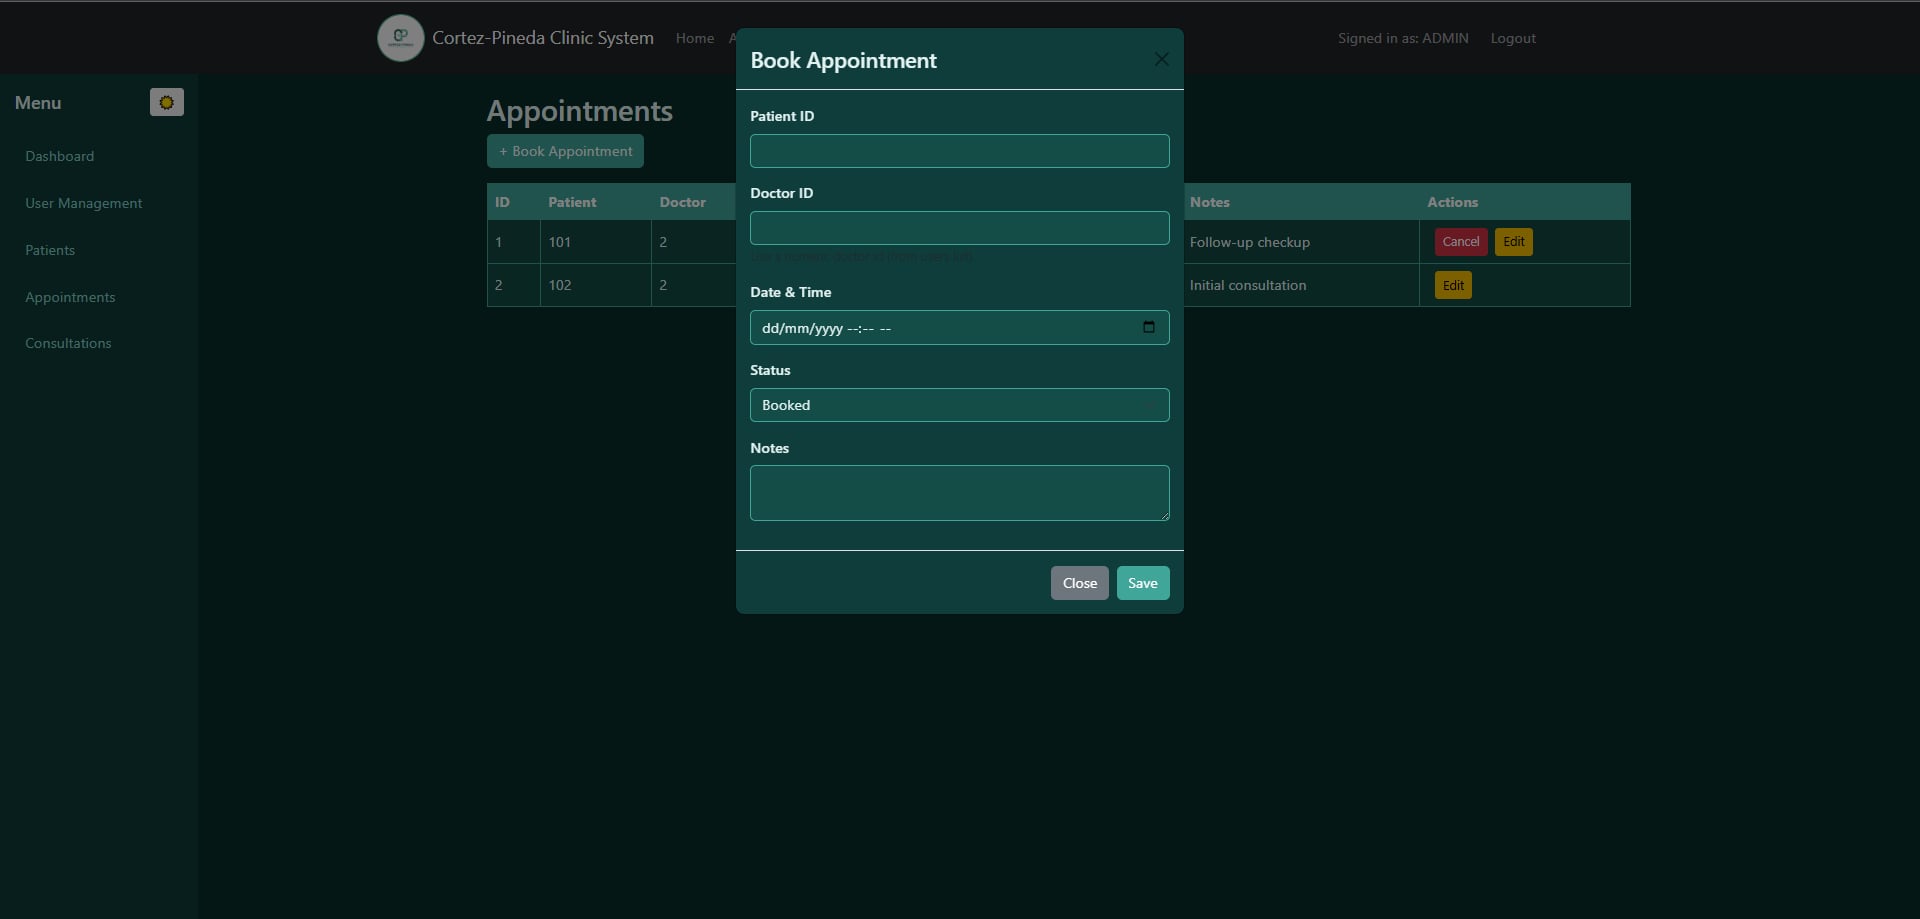 Cortez-Pineda Clinic System Home A Signed in as: ADMIN Logout
Menu
Dashboard
User Management
Patients
Appointments
Consultations
Appointments
+ Book Appointment
ID Patient Doctor Notes Actions
1 101 2 Follow-up checkup Cancel Edit
2 102 2 Initial consultation Edit
Book Appointment
Patient ID
Doctor ID
Use a numeric doctor id (from users list)
Date & Time
dd/mm/yyyy --:-- --
Status
Booked
Notes
Close Save